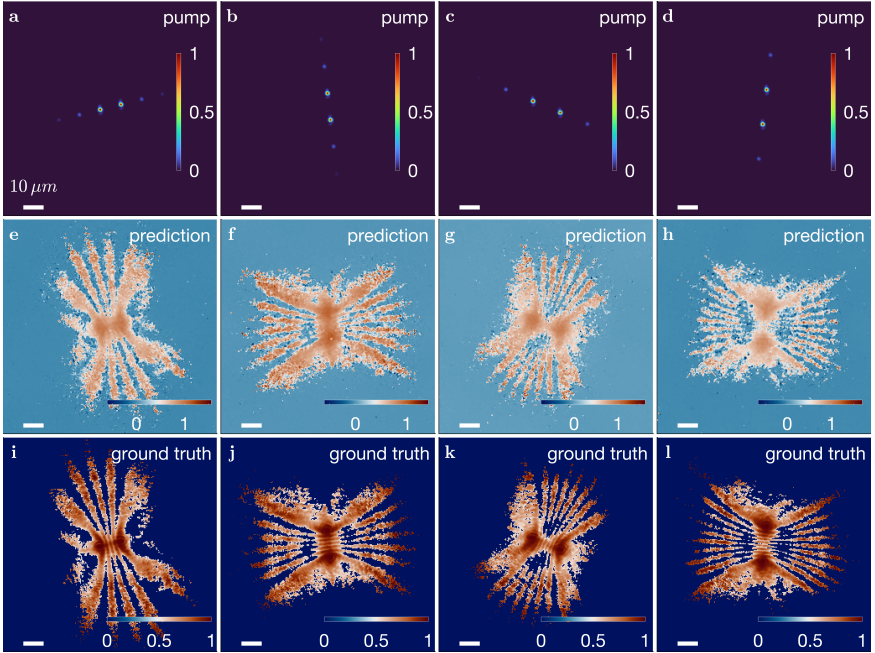 a pump
1
0.5
0
10 μm
b pump
1
0.5
0
c pump
1
0.5
0
d pump
1
0.5
0
e prediction
0 1
f prediction
0 1
g prediction
0 1
h prediction
0 1
i ground truth
0 0.5 1
j ground truth
0 0.5 1
k ground truth
0 0.5 1
l ground truth
0 0.5 1